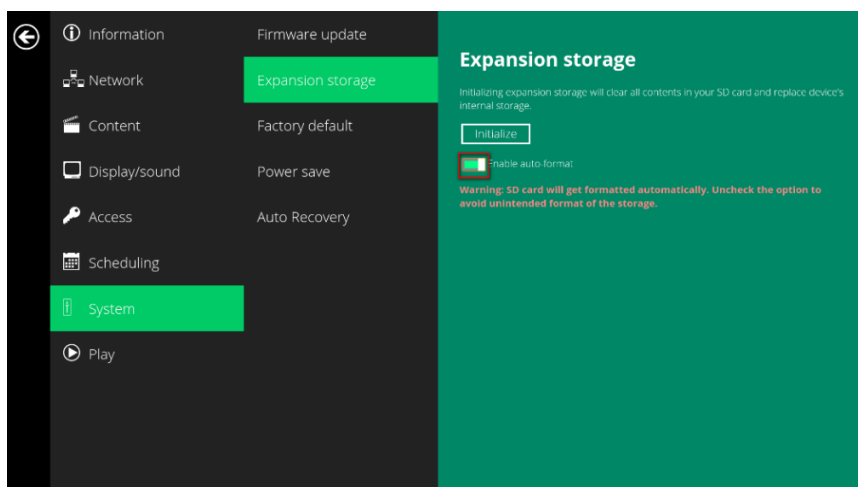 Information
Network
Content
Display/sound
Access
Scheduling
System
Play
Firmware update
Expansion storage
Factory default
Power save
Auto Recovery
Expansion storage
Initializing expansion storage will clear all contents in your SD card and replace device's
internal storage.
Initialize
Enable auto-format
Warning: SD card will get formatted automatically. Uncheck the option to
avoid unintended format of the storage.